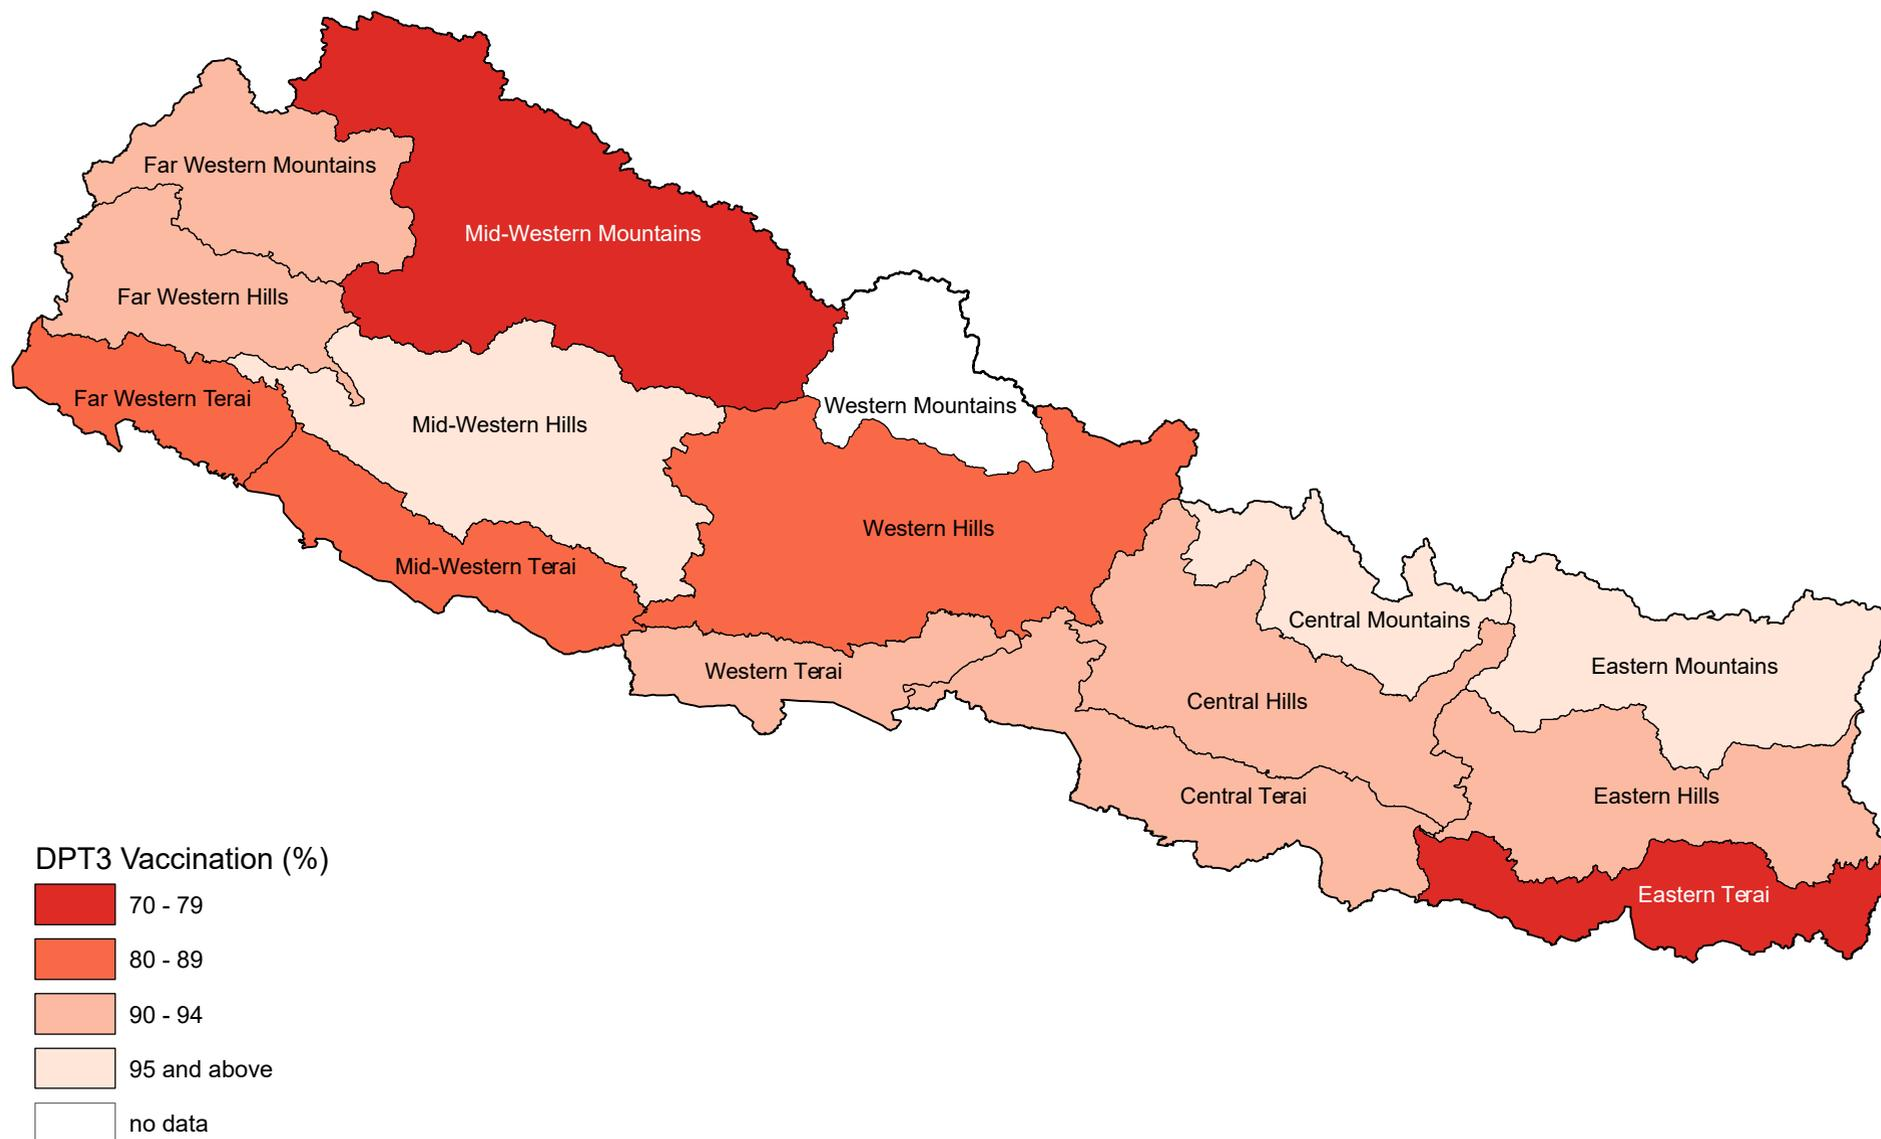 Far Western Mountains
Mid-Western Mountains
Far Western Hills
Far Western Terai
Western Mountains
Mid-Western Hills
Western Hills
Mid-Western Terai
Central Mountains
Eastern Mountains
Western Terai
Central Hills
Central Terai
Eastern Hills
Eastern Terai
DPT3 Vaccination (%)
70 - 79
80 - 89
90 - 94
95 and above
no data